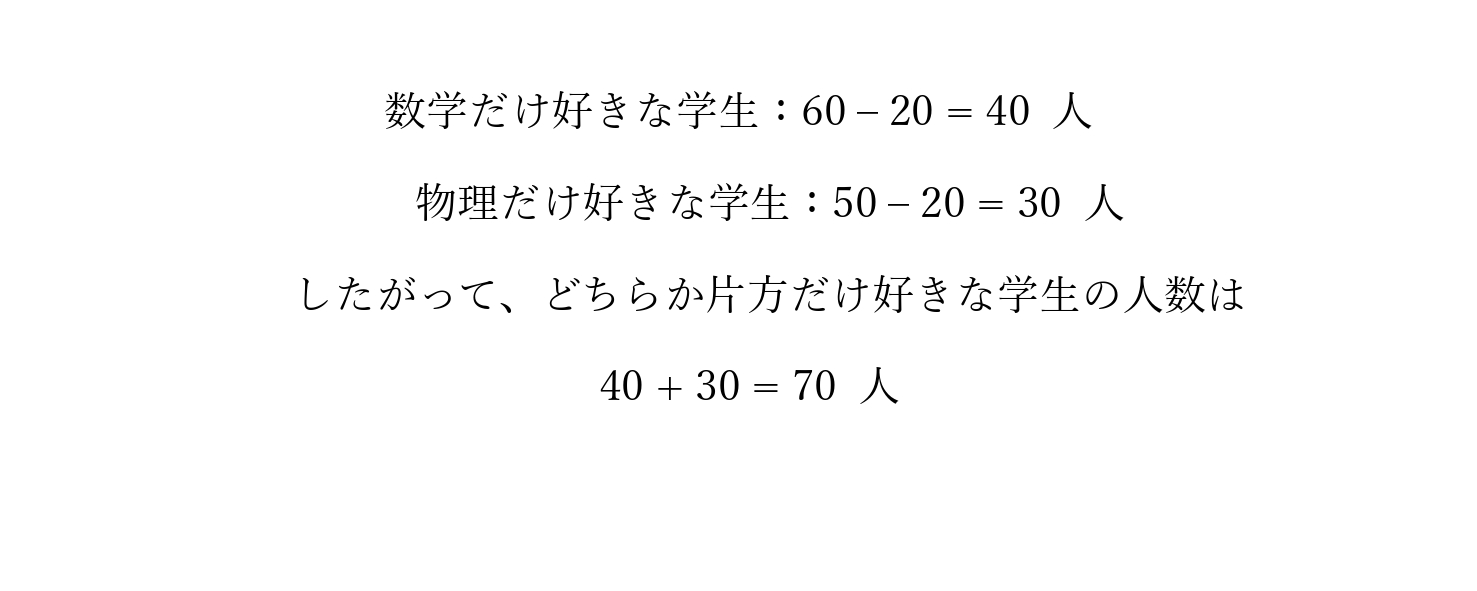 数学だけ好きな学生：60 − 20 = 40 人
物理だけ好きな学生：50 − 20 = 30 人
したがって、どちらか片方だけ好きな学生の人数は
40 + 30 = 70 人